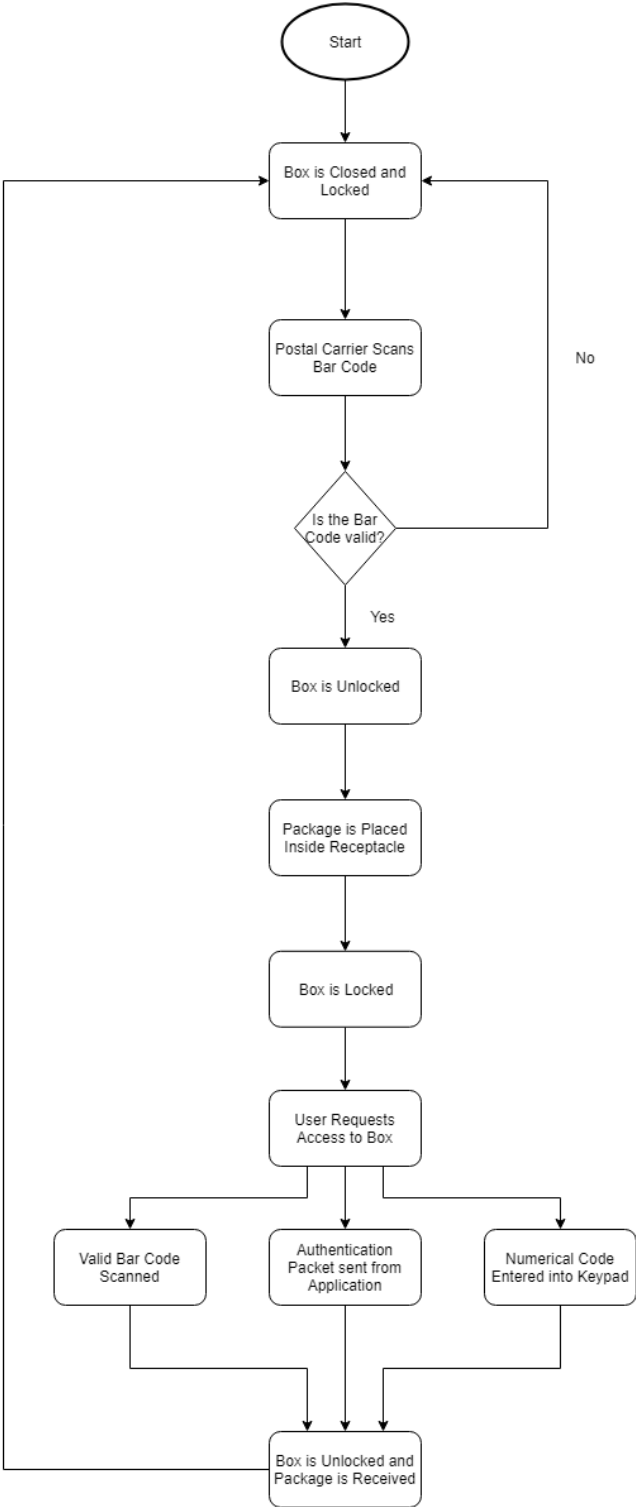 Start
Box is Closed and
Locked
Postal Carrier Scans
Bar Code
No
Is the Bar
Code valid?
Yes
Box is Unlocked
Package is Placed
Inside Receptacle
Box is Locked
User Requests
Access to Box
Valid Bar Code
Scanned
Authentication
Packet sent from
Application
Numerical Code
Entered into Keypad
Box is Unlocked and
Package is Received